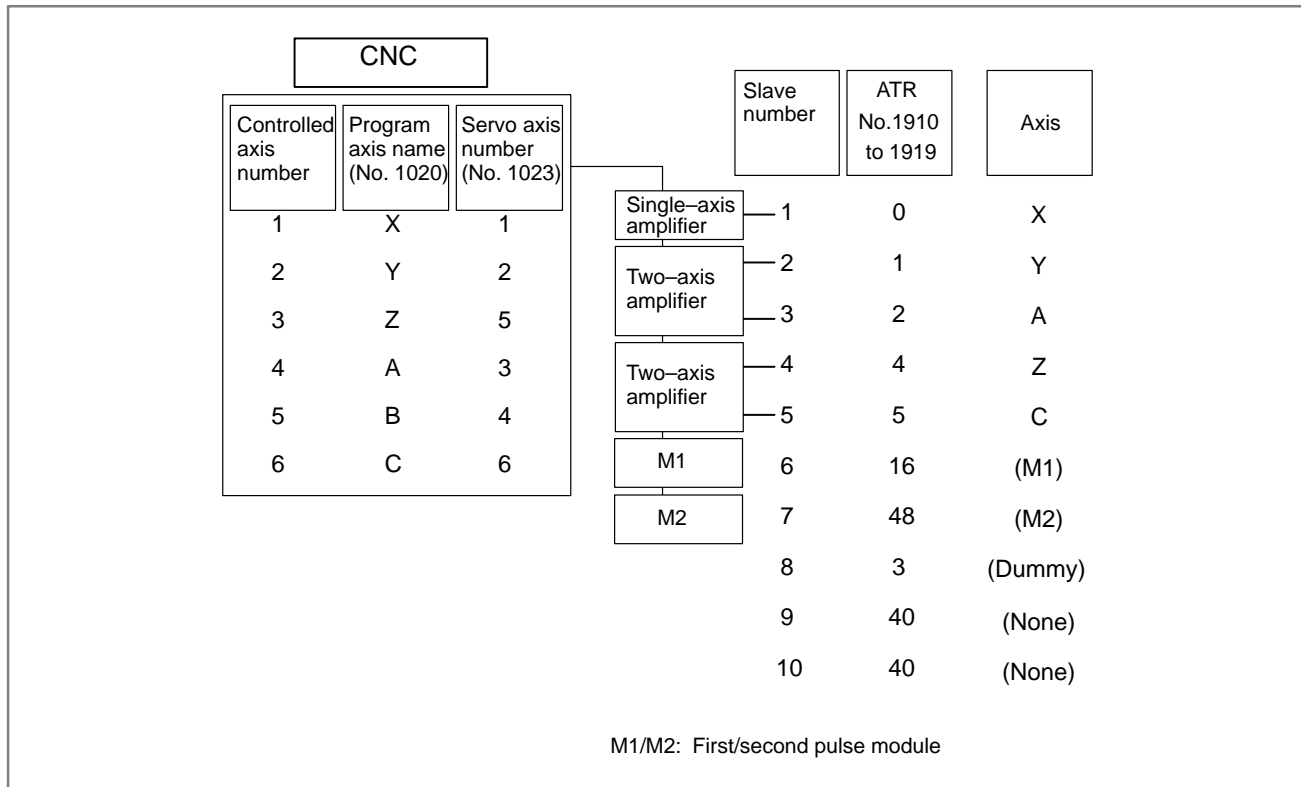 CNC
Controlled axis number
Program axis name (No. 1020)
Servo axis number (No. 1023)
1 X 1
2 Y 2
3 Z 5
4 A 3
5 B 4
6 C 6
Slave number
ATR No.1910 to 1919
Axis
Single–axis amplifier
1 0 X
Two–axis amplifier
2 1 Y
3 2 A
Two–axis amplifier
4 4 Z
5 5 C
M1
6 16 (M1)
M2
7 48 (M2)
8 3 (Dummy)
9 40 (None)
10 40 (None)
M1/M2: First/second pulse module